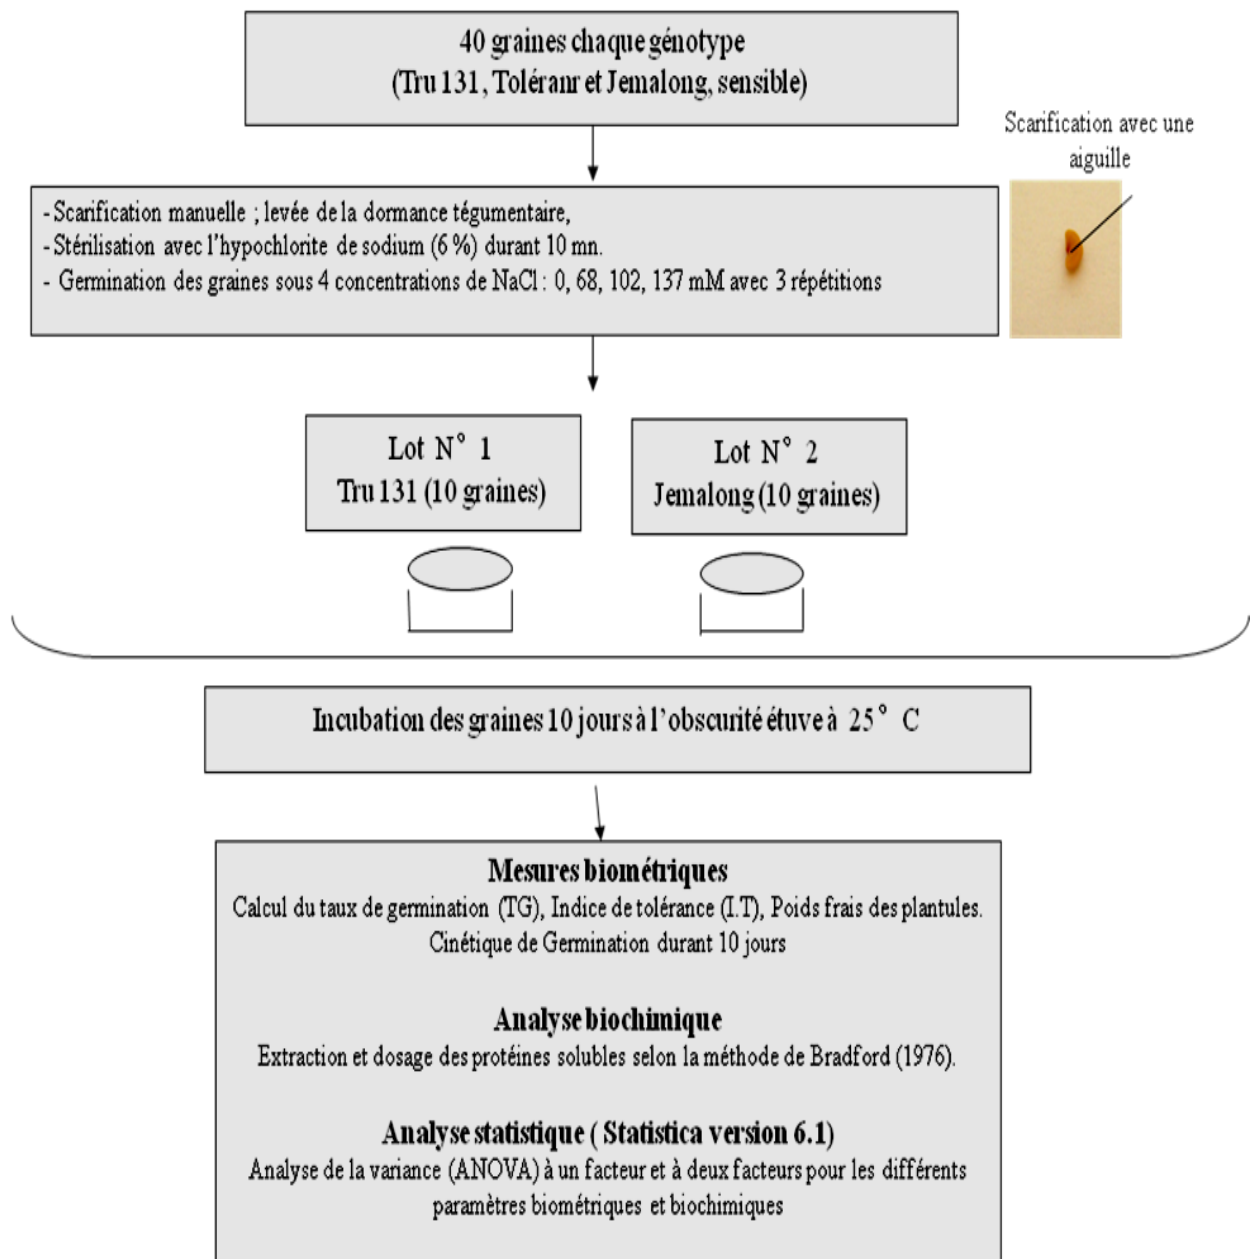 40 graines chaque génotype
(Tru 131, Toléranr et Jemalong, sensible)
Scarification avec une
aiguille
- Scarification manuelle ; levée de la dormance tégumentaire,
- Stérilisation avec l'hypochlorite de sodium (6 %) durant 10 mn.
- Germination des graines sous 4 concentrations de NaCl : 0, 68, 102, 137 mM avec 3 répétitions
Lot N° 1
Tru 131 (10 graines)
Lot N° 2
Jemalong (10 graines)
Incubation des graines 10 jours à l'obscurité étuve à 25° C
Mesures biométriques
Calcul du taux de germination (TG), Indice de tolérance (I.T), Poids frais des plantules.
Cinétique de Germination durant 10 jours
Analyse biochimique
Extraction et dosage des protéines solubles selon la méthode de Bradford (1976).
Analyse statistique ( Statistica version 6.1)
Analyse de la variance (ANOVA) à un facteur et à deux facteurs pour les différents
paramètres biométriques et biochimiques